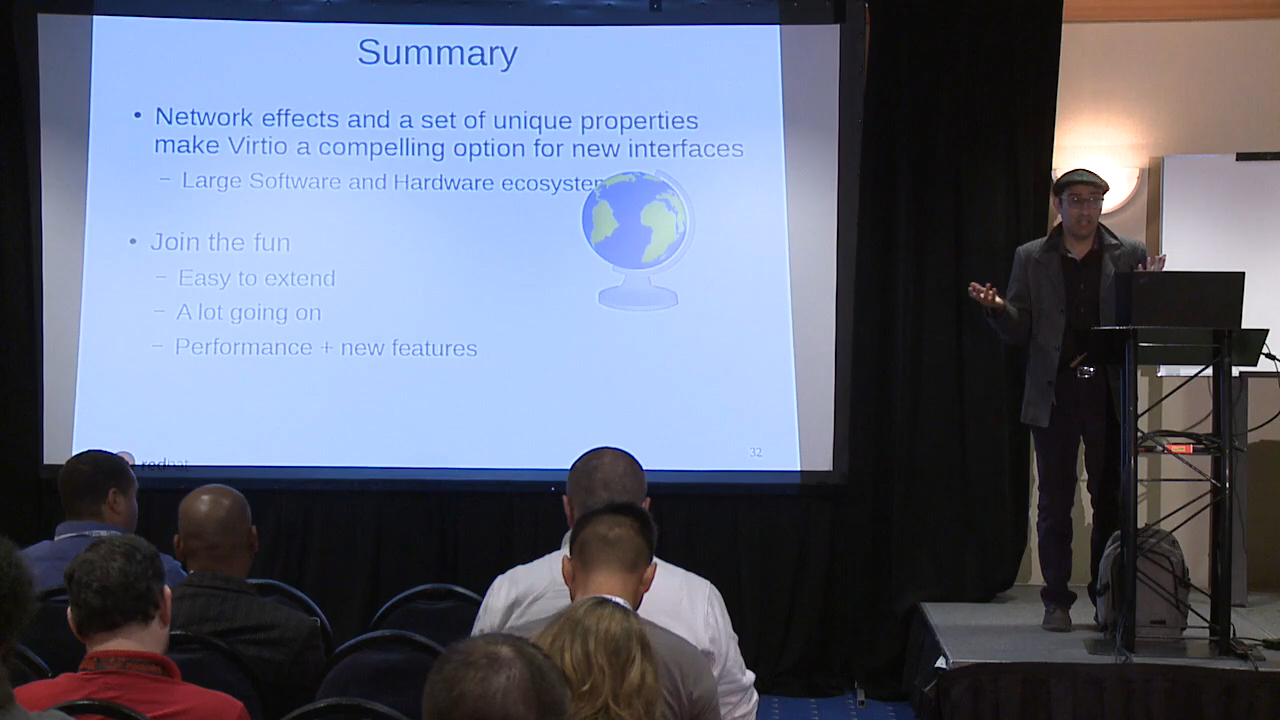 Summary
• Network effects and a set of unique properties
make Virtio a compelling option for new interfaces
– Large Software and Hardware
• Join the fun
– Easy to extend
– A lot going on
– Performance + new features
redhat
32